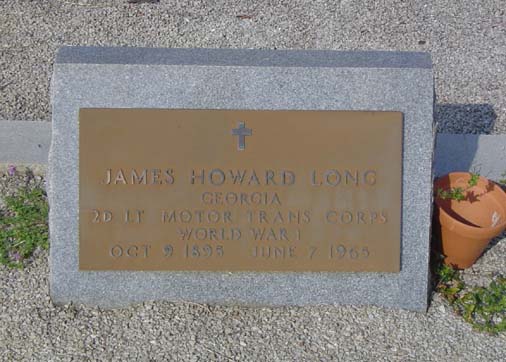 JAMES HOWARD LONG
GEORGIA
2D LT MOTOR TRANS CORPS
WORLD WAR I
OCT 9 1895 JUNE 7 1965